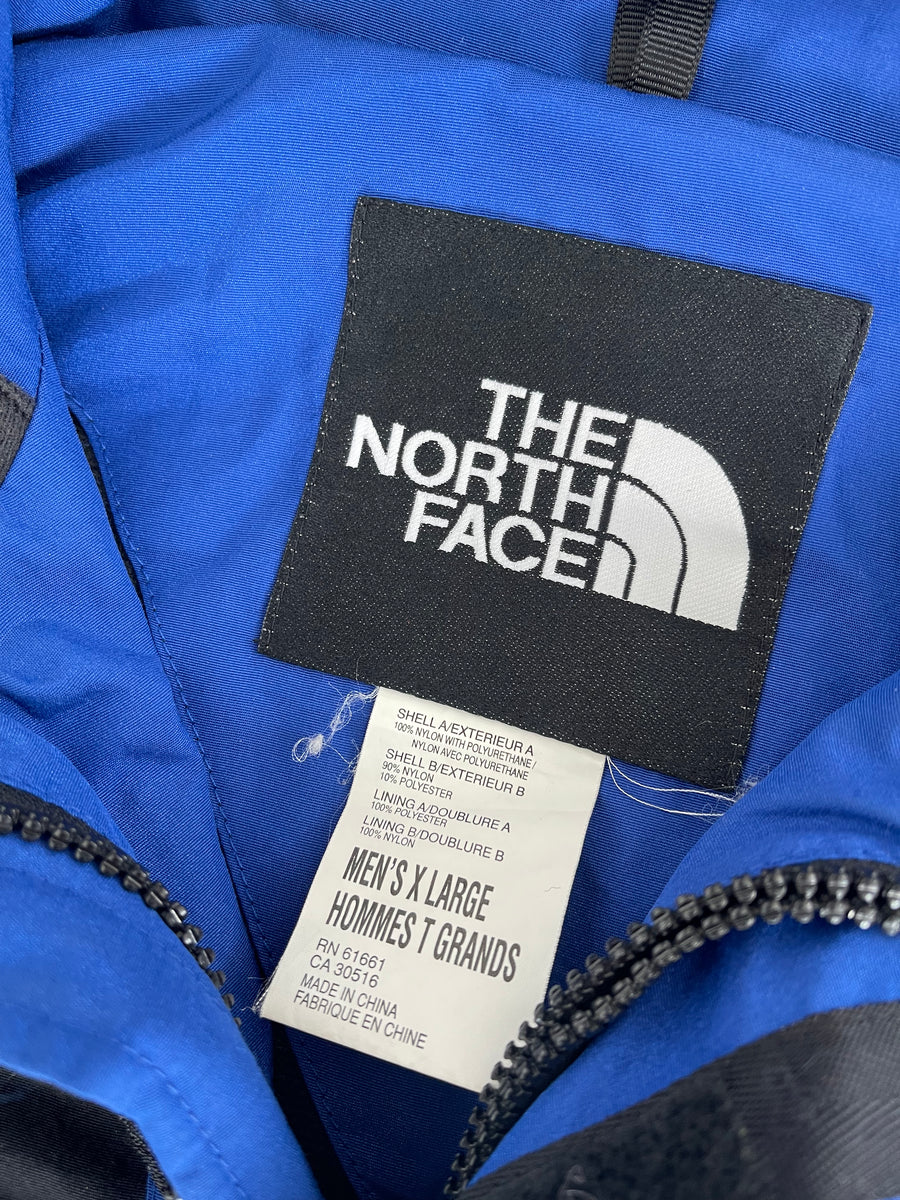 THE
NORTH
FACE
SHELL A/EXTERIEUR A
100% NYLON WITH POLYURETHANE/
NYLON AVEC POLYURETHANE
SHELL B/EXTERIEUR B
90% NYLON
10% POLYESTER
LINING A/DOUBLURE A
100% POLYESTER
LINING B/DOUBLURE B
100% NYLON
MEN'S X LARGE
HOMMES T GRANDS
RN 61661
CA 30516
MADE IN CHINA
FABRIQUE EN CHINE